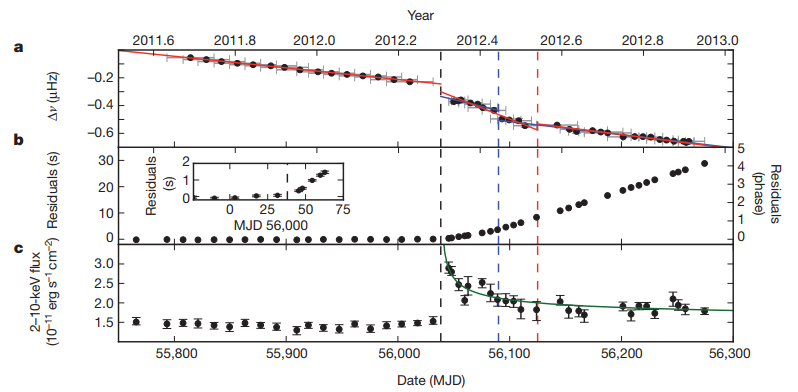 Year
2011.6 2011.8 2012.0 2012.2 2012.4 2012.6 2012.8 2013.0
a
Δν (μHz)
−0.2
−0.4
−0.6
b
Residuals (s)
30
20
10
0
Residuals
(s)
2
1
0
0 25 50 75
MJD 56,000
5
4
3
2
1
0
Residuals
(phase)
c
2–10-keV flux
(10⁻¹¹ erg s⁻¹ cm⁻²)
3.0
2.5
2.0
1.5
55,800 55,900 56,000 56,100 56,200 56,300
Date (MJD)